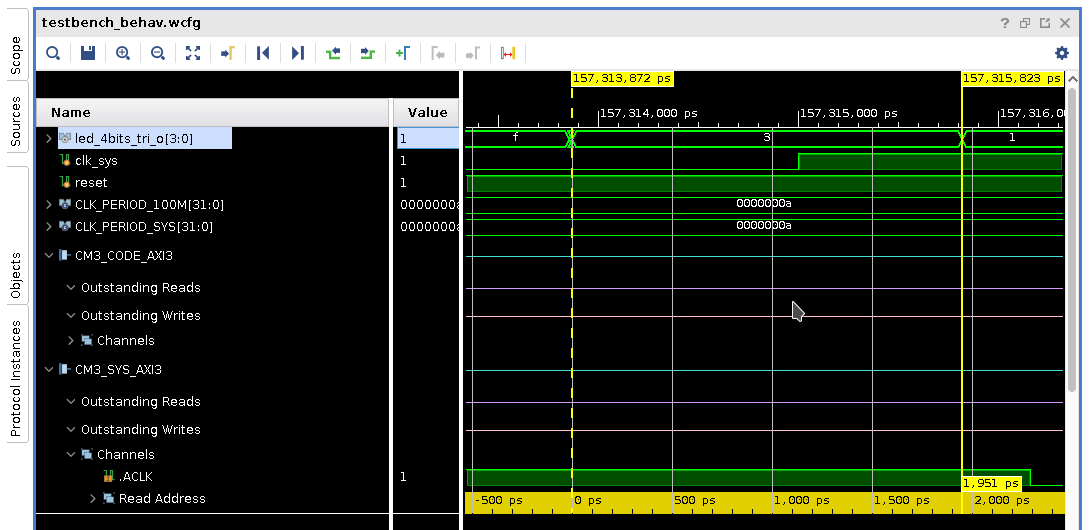 testbench_behav.wcfg
?
Scope
Sources
Objects
Protocol Instances
157,313,872 ps
157,315,823 ps
Name
Value
157,314,000 ps
157,315,000 ps
157,316,0
led_4bits_tri_o[3:0]
1
f
3
1
clk_sys
1
reset
1
CLK_PERIOD_100M[31:0]
0000000a
0000000a
CLK_PERIOD_SYS[31:0]
0000000a
0000000a
CM3_CODE_AXI3
Outstanding Reads
Outstanding Writes
Channels
CM3_SYS_AXI3
Outstanding Reads
Outstanding Writes
Channels
.ACLK
1
1,951 ps
Read Address
-500 ps
0 ps
500 ps
1,000 ps
1,500 ps
2,000 ps